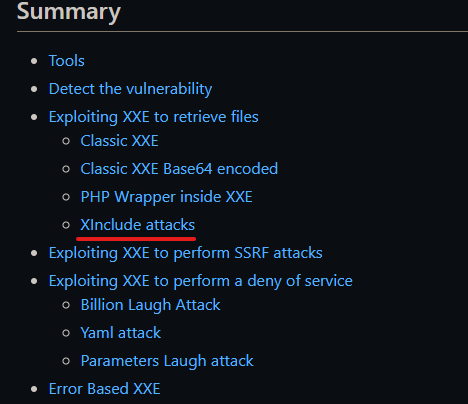 Summary
Tools
Detect the vulnerability
Exploiting XXE to retrieve files
Classic XXE
Classic XXE Base64 encoded
PHP Wrapper inside XXE
XInclude attacks
Exploiting XXE to perform SSRF attacks
Exploiting XXE to perform a deny of service
Billion Laugh Attack
Yaml attack
Parameters Laugh attack
Error Based XXE